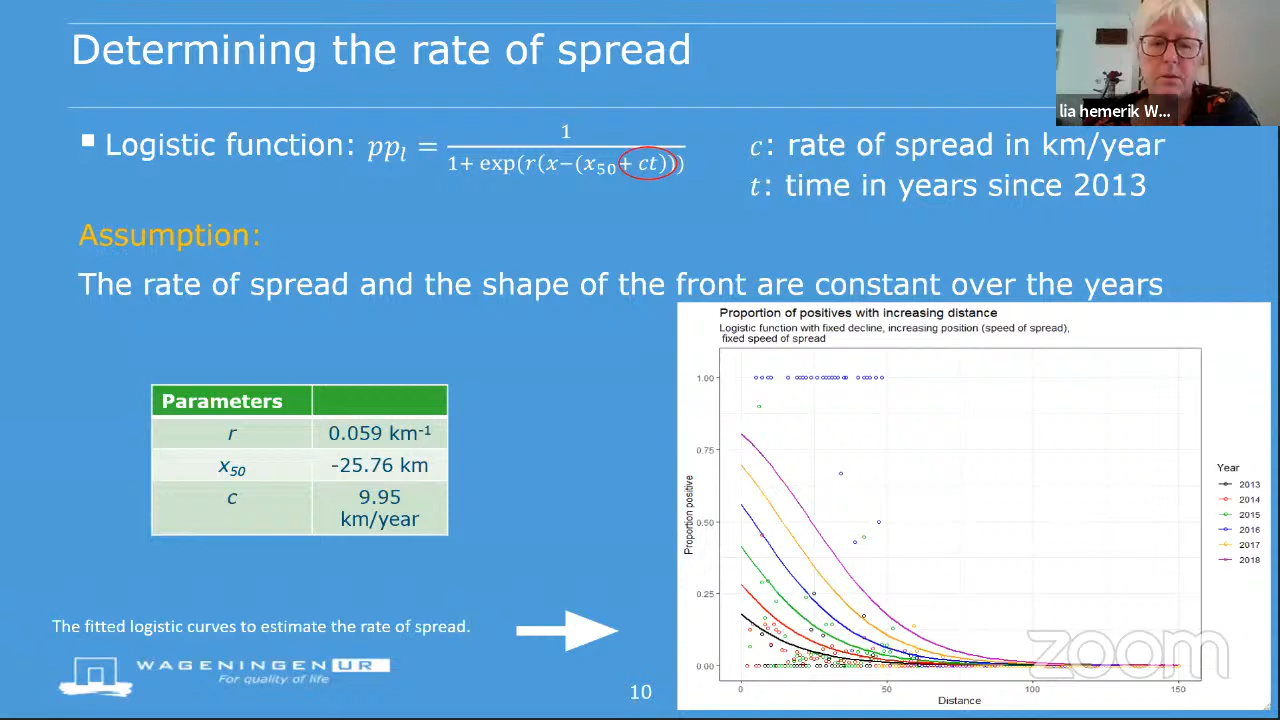 Determining the rate of spread
lia hemerik W...
Logistic function: ppₗ = 1 / 1+ exp(r(x−(x₅₀+ ct)))
c: rate of spread in km/year
t: time in years since 2013
Assumption:
The rate of spread and the shape of the front are constant over the years
Parameters
r 0.059 km⁻¹
x₅₀ -25.76 km
c 9.95
km/year
Proportion of positives with increasing distance
Logistic function with fixed decline, increasing position (speed of spread),
fixed speed of spread
1.00
0.75
0.50
0.25
0.00
Proportion positive
0 50 100 150
Distance
Year
2013
2014
2015
2016
2017
2018
The fitted logistic curves to estimate the rate of spread.
WAGENINGEN UR
For quality of life
10
zoom